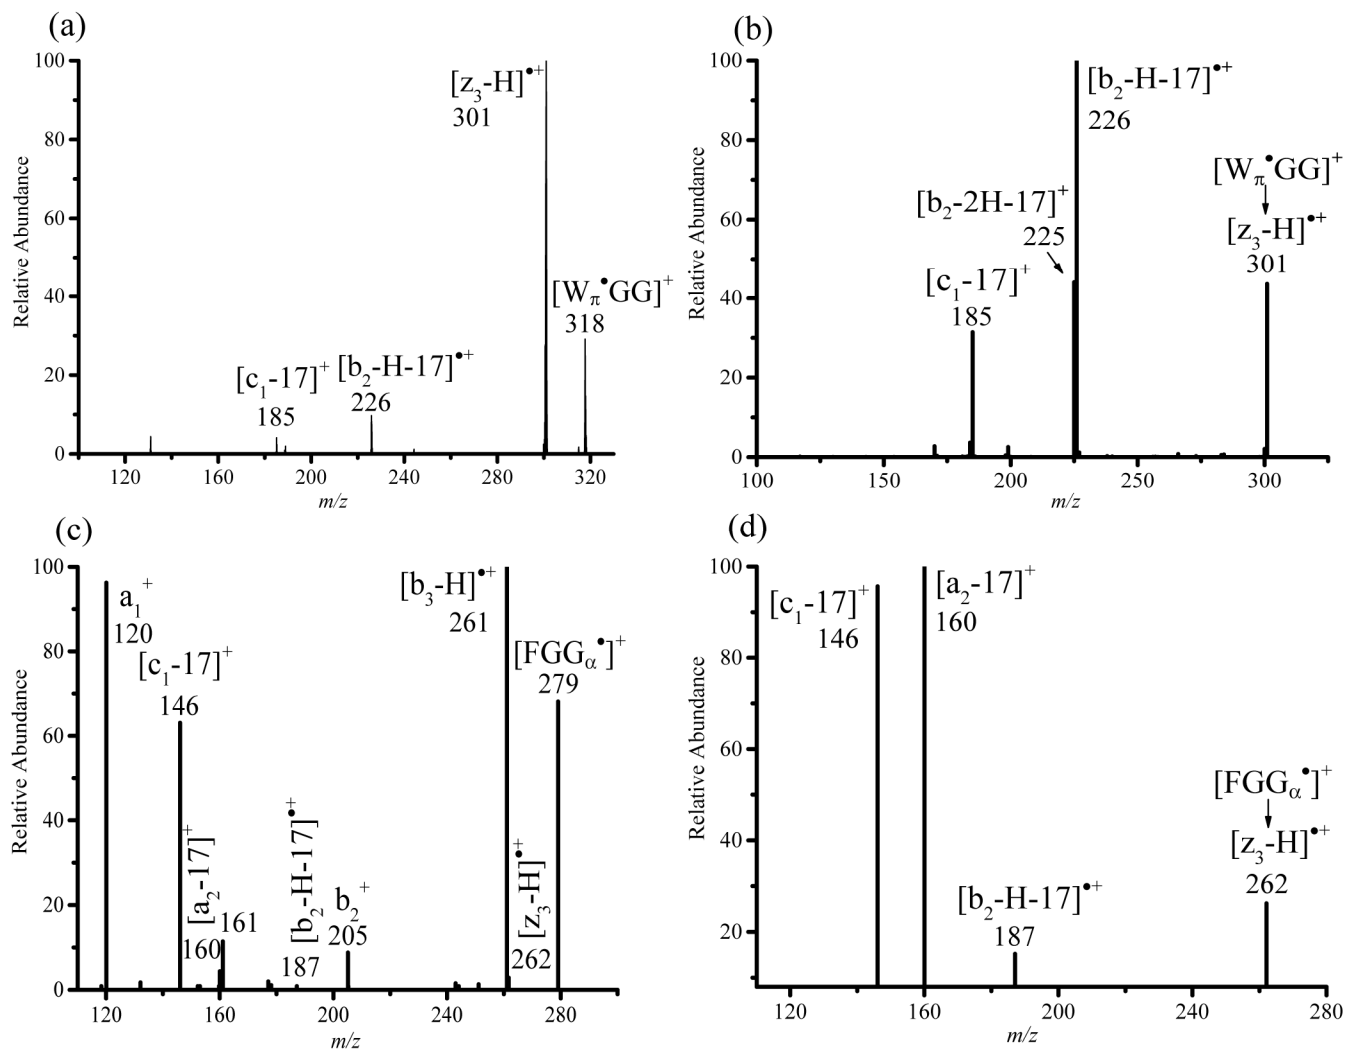 (a)
Relative Abundance
100
80
60
40
20
0
[z₃-H]•⁺
301
[Wπ•GG]⁺
318
[c₁-17]⁺
185
[b₂-H-17]•⁺
226
120 160 200 240 280 320
m/z
(b)
Relative Abundance
100
80
60
40
20
0
[b₂-H-17]•⁺
226
[Wπ•GG]⁺
[z₃-H]•⁺
301
[b₂-2H-17]⁺
225
[c₁-17]⁺
185
100 150 200 250 300
m/z
(c)
Relative Abundance
100
80
60
40
20
0
a₁⁺
120
[c₁-17]⁺
146
[a₂-17]⁺
160
161
[b₂-H-17]•⁺
187
b₂⁺
205
[b₃-H]•⁺
261
[z₃-H]•⁺
262
[FGGα•]⁺
279
120 160 200 240 280
m/z
(d)
Relative Abundance
100
80
60
40
20
[c₁-17]⁺
146
[a₂-17]⁺
160
[b₂-H-17]•⁺
187
[FGGα•]⁺
[z₃-H]•⁺
262
120 160 200 240 280
m/z